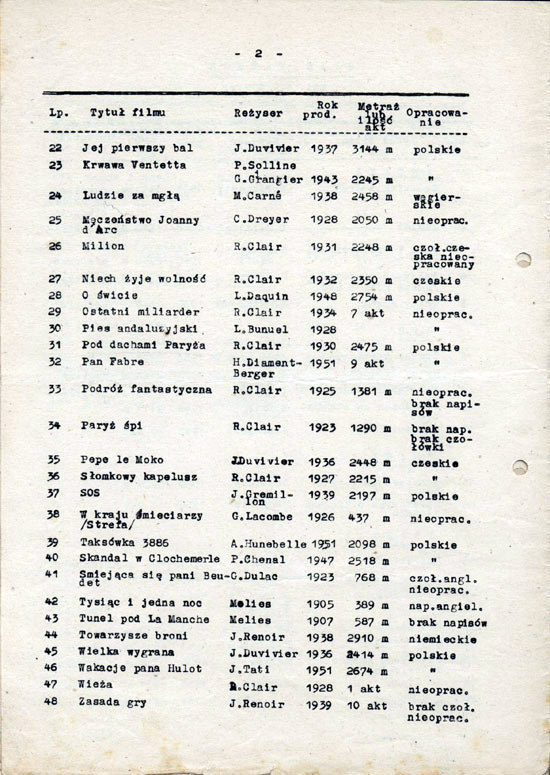 - 2 -
Lp. Tytuł filmu Reżyser Rok prod. Metraż lub ilość akt Opracowa-nie
22 Jej pierwszy bal J.Duvivier 1937 3144 m polskie
23 Krwawa Ventetta P.Solline i
G.Grangier 1943 2245 m "
24 Ludzie za mgłą M.Carné 1938 2458 m węgier-
skie
25 Męczeństwo Joanny C.Dreyer 1928 2050 m nieoprac.
d'Arc
26 Milion R.Clair 1931 2248 m czoł.cze-
ska nieo-
pracowany
27 Niech żyje wolność R.Clair 1932 2350 m czeskie
28 O świcie L.Daquin 1948 2754 m polskie
29 Ostatni miliarder R.Clair 1934 7 akt nieoprac.
30 Pies andaluzyjski L.Bunuel 1928 "
31 Pod dachami Paryża R.Clair 1930 2475 m polskie
32 Pan Fabre H.Diament- 1951 9 akt "
Berger
33 Podróż fantastyczna R.Clair 1925 1381 m nieoprac.
brak napi-
sów
34 Paryż śpi R.Clair 1923 1290 m brak nap.
brak czo-
łówki
35 Pepe le Moko J.Duvivier 1936 2448 m czeskie
36 Słomkowy kapelusz R.Clair 1927 2215 m "
37 SOS J.Gremil- 1939 2197 m polskie
lon
38 W kraju śmieciarzy G.Lacombe 1926 437 m nieoprac.
/Strefa/
39 Taksówka 3886 A.Hunebelle 1951 2098 m polskie
40 Skandal w Clochemerle P.Chenal 1947 2518 m "
41 Śmiejąca się pani Beu- G.Dulac 1923 768 m czoł.angl.
det nieoprac.
42 Tysiąc i jedna noc Melies 1905 389 m nap.angiel.
43 Tunel pod La Manche Melies 1907 587 m brak napisów
44 Towarzysze broni J.Renoir 1938 2910 m niemieckie
45 Wielka wygrana J.Duvivier 1936 2414 m polskie
46 Wakacje pana Hulot J.Tati 1951 2674 m "
47 Wieża R.Clair 1928 1 akt nieoprac.
48 Zasada gry J.Renoir 1939 10 akt brak czoł.
nieoprac.